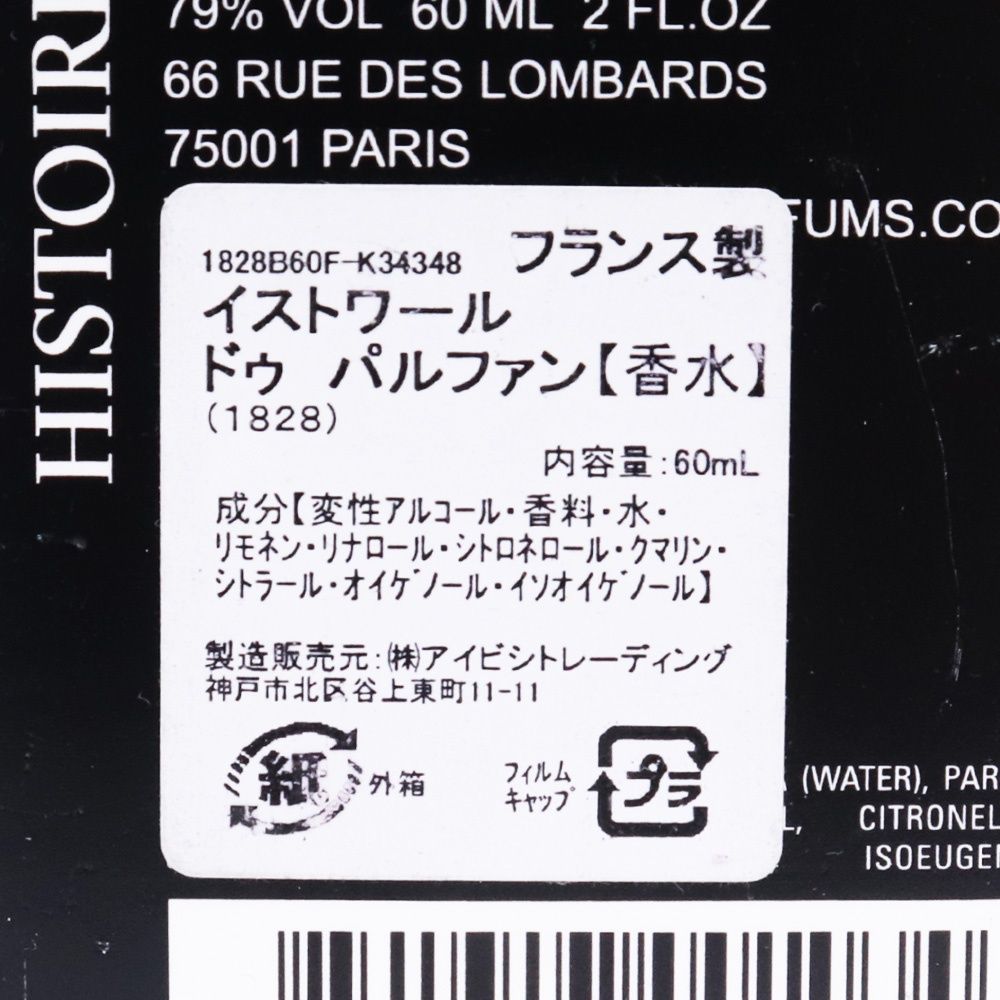 HISTOIR
79% VOL 60 ML 2 FL.OZ
66 RUE DES LOMBARDS
75001 PARIS
FUMS.CO
1828B60F-K34348 フランス製
イストワール
ドゥ パルファン【香水】
(1828)
内容量:60mL
成分【変性アルコール・香料・水・
リモネン・リナロール・シトロネロール・クマリン・
シトラール・オイゲノール・イソオイゲノール】
製造販売元:㈱アイビシトレーディング
神戸市北区谷上東町11-11
紙 外箱
フィルム
キャップ
プラ
(WATER), PAR
CITRONEL
ISOEUGE